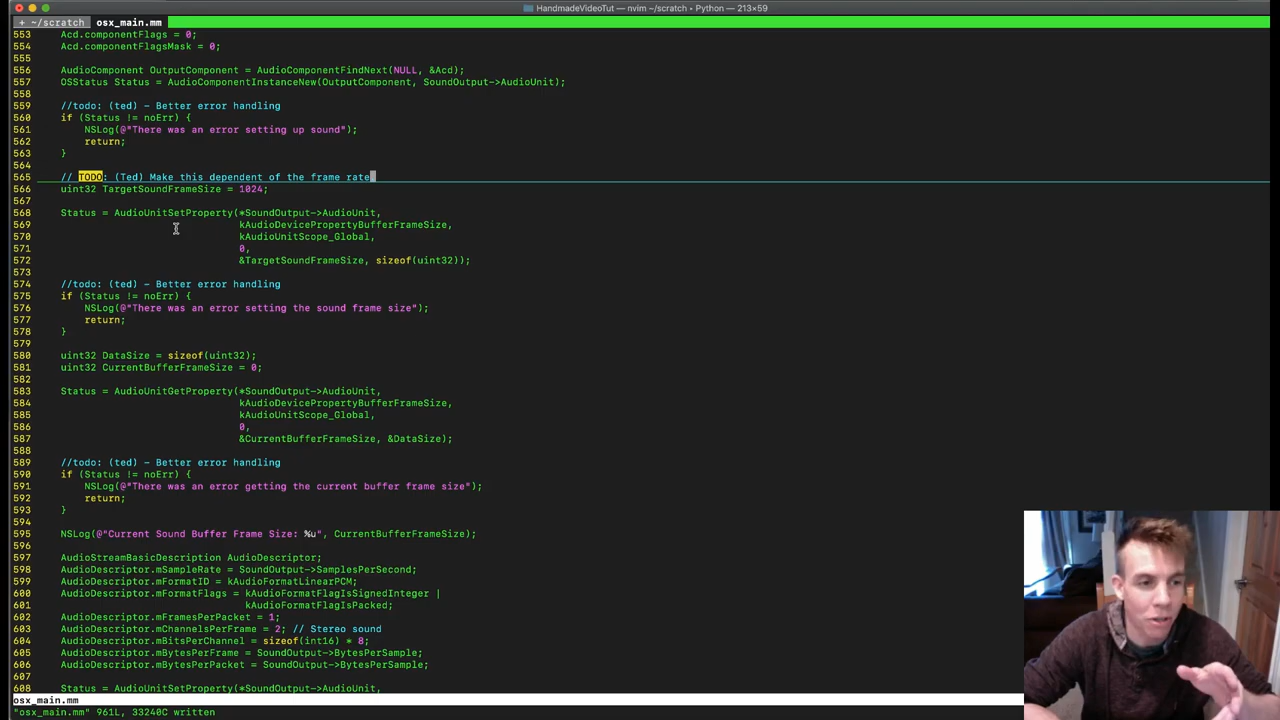 HandmadeVideoTut — nvim ~/scratch • Python — 213×59
+ ~/scratch  osx_main.mm
553 Acd.componentFlags = 0;
554 Acd.componentFlagsMask = 0;
555
556 AudioComponent OutputComponent = AudioComponentFindNext(NULL, &Acd);
557 OSStatus Status = AudioComponentInstanceNew(OutputComponent, SoundOutput->AudioUnit);
558
559 //todo: (ted) - Better error handling
560 if (Status != noErr) {
561 NSLog(@"There was an error setting up sound");
562 return;
563 }
564
565 // TODO: (Ted) Make this dependent of the frame rate
566 uint32 TargetSoundFrameSize = 1024;
567
568 Status = AudioUnitSetProperty(*SoundOutput->AudioUnit,
569 kAudioDevicePropertyBufferFrameSize,
570 kAudioUnitScope_Global,
571 0,
572 &TargetSoundFrameSize, sizeof(uint32));
573
574 //todo: (ted) - Better error handling
575 if (Status != noErr) {
576 NSLog(@"There was an error setting the sound frame size");
577 return;
578 }
579
580 uint32 DataSize = sizeof(uint32);
581 uint32 CurrentBufferFrameSize = 0;
582
583 Status = AudioUnitGetProperty(*SoundOutput->AudioUnit,
584 kAudioDevicePropertyBufferFrameSize,
585 kAudioUnitScope_Global,
586 0,
587 &CurrentBufferFrameSize, &DataSize);
588
589 //todo: (ted) - Better error handling
590 if (Status != noErr) {
591 NSLog(@"There was an error getting the current buffer frame size");
592 return;
593 }
594
595 NSLog(@"Current Sound Buffer Frame Size: %u", CurrentBufferFrameSize);
596
597 AudioStreamBasicDescription AudioDescriptor;
598 AudioDescriptor.mSampleRate = SoundOutput->SamplesPerSecond;
599 AudioDescriptor.mFormatID = kAudioFormatLinearPCM;
600 AudioDescriptor.mFormatFlags = kAudioFormatFlagIsSignedInteger |
601 kAudioFormatFlagIsPacked;
602 AudioDescriptor.mFramesPerPacket = 1;
603 AudioDescriptor.mChannelsPerFrame = 2; // Stereo sound
604 AudioDescriptor.mBitsPerChannel = sizeof(int16) * 8;
605 AudioDescriptor.mBytesPerFrame = SoundOutput->BytesPerSample;
606 AudioDescriptor.mBytesPerPacket = SoundOutput->BytesPerSample;
607
608 Status = AudioUnitSetProperty(*SoundOutput->AudioUnit,
osx_main.mm
"osx_main.mm" 961L, 33240C written